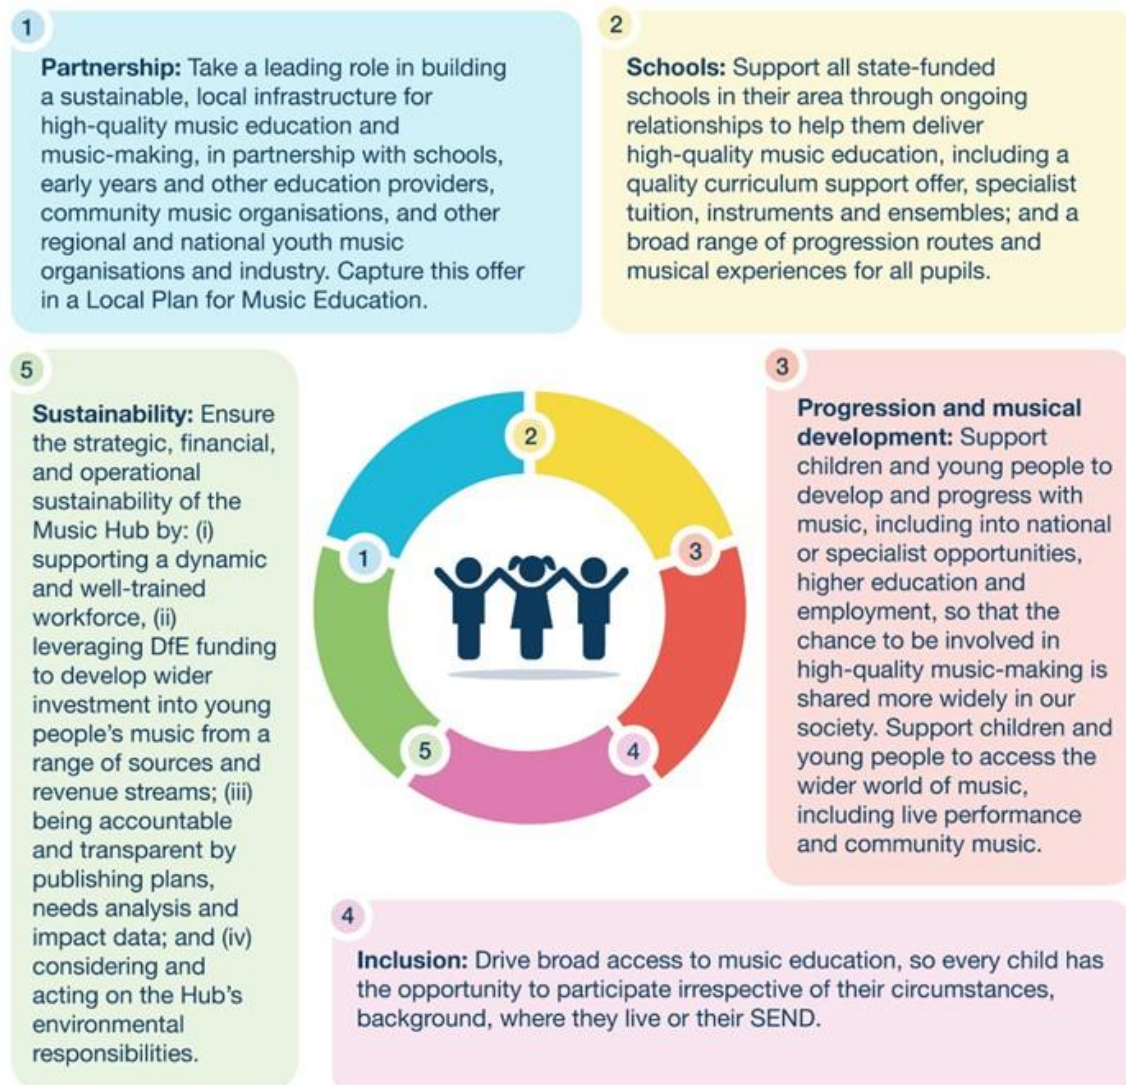 1
Partnership: Take a leading role in building
a sustainable, local infrastructure for
high-quality music education and
music-making, in partnership with schools,
early years and other education providers,
community music organisations, and other
regional and national youth music
organisations and industry. Capture this offer
in a Local Plan for Music Education.
2
Schools: Support all state-funded
schools in their area through ongoing
relationships to help them deliver
high-quality music education, including a
quality curriculum support offer, specialist
tuition, instruments and ensembles; and a
broad range of progression routes and
musical experiences for all pupils.
3
Progression and musical
development: Support
children and young people to
develop and progress with
music, including into national
or specialist opportunities,
higher education and
employment, so that the
chance to be involved in
high-quality music-making is
shared more widely in our
society. Support children and
young people to access the
wider world of music,
including live performance
and community music.
4
Inclusion: Drive broad access to music education, so every child has
the opportunity to participate irrespective of their circumstances,
background, where they live or their SEND.
5
Sustainability: Ensure
the strategic, financial,
and operational
sustainability of the
Music Hub by: (i)
supporting a dynamic
and well-trained
workforce, (ii)
leveraging DfE funding
to develop wider
investment into young
people's music from a
range of sources and
revenue streams; (iii)
being accountable
and transparent by
publishing plans,
needs analysis and
impact data; and (iv)
considering and
acting on the Hub's
environmental
responsibilities.
1
2
3
4
5